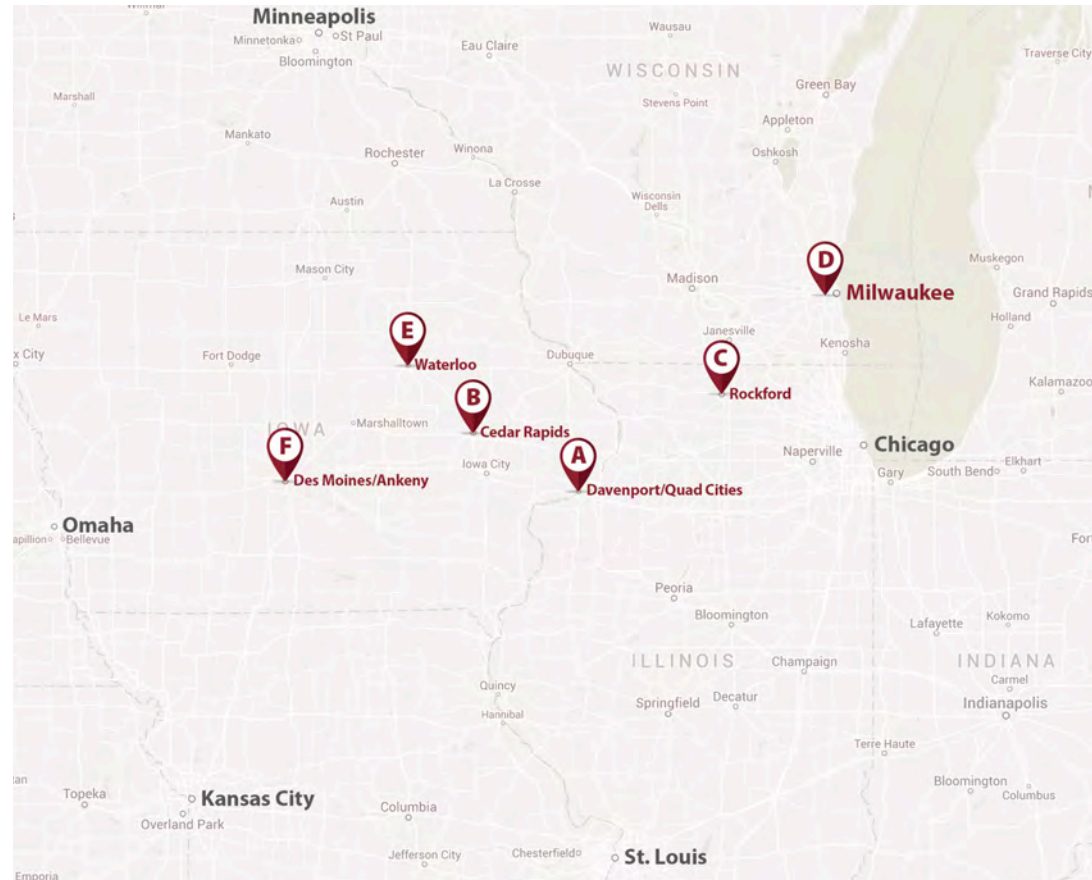 Willmar
Minneapolis
Minnetonka
St Paul
Bloomington
Eau Claire
Wausau
WISCONSIN
Green Bay
Traverse City
Marshall
Stevens Point
Appleton
Oshkosh
Mankato
Rochester
Winona
La Crosse
Wisconsin
Dells
Austin
Mason City
Madison
D
Milwaukee
Muskegon
Grand Rapids
Holland
Le Mars
x City
Fort Dodge
E
Waterloo
Dubuque
Janesville
Kenosha
C
Rockford
Kalamazoo
B
Cedar Rapids
Marshalltown
IOWA
F
Des Moines/Ankeny
Iowa City
A
Davenport/Quad Cities
Naperville
Chicago
Gary
South Bend
Elkhart
Omaha
apillion
Bellevue
Fort
Peoria
Bloomington
Lafayette
Kokomo
ILLINOIS
Champaign
INDIANA
Carmel
Indianapolis
Quincy
Hannibal
Springfield
Decatur
Terre Haute
Bloomington
Columbus
tan
Topeka
Kansas City
Overland Park
Columbia
Jefferson City
Chesterfield
St. Louis
Emporia